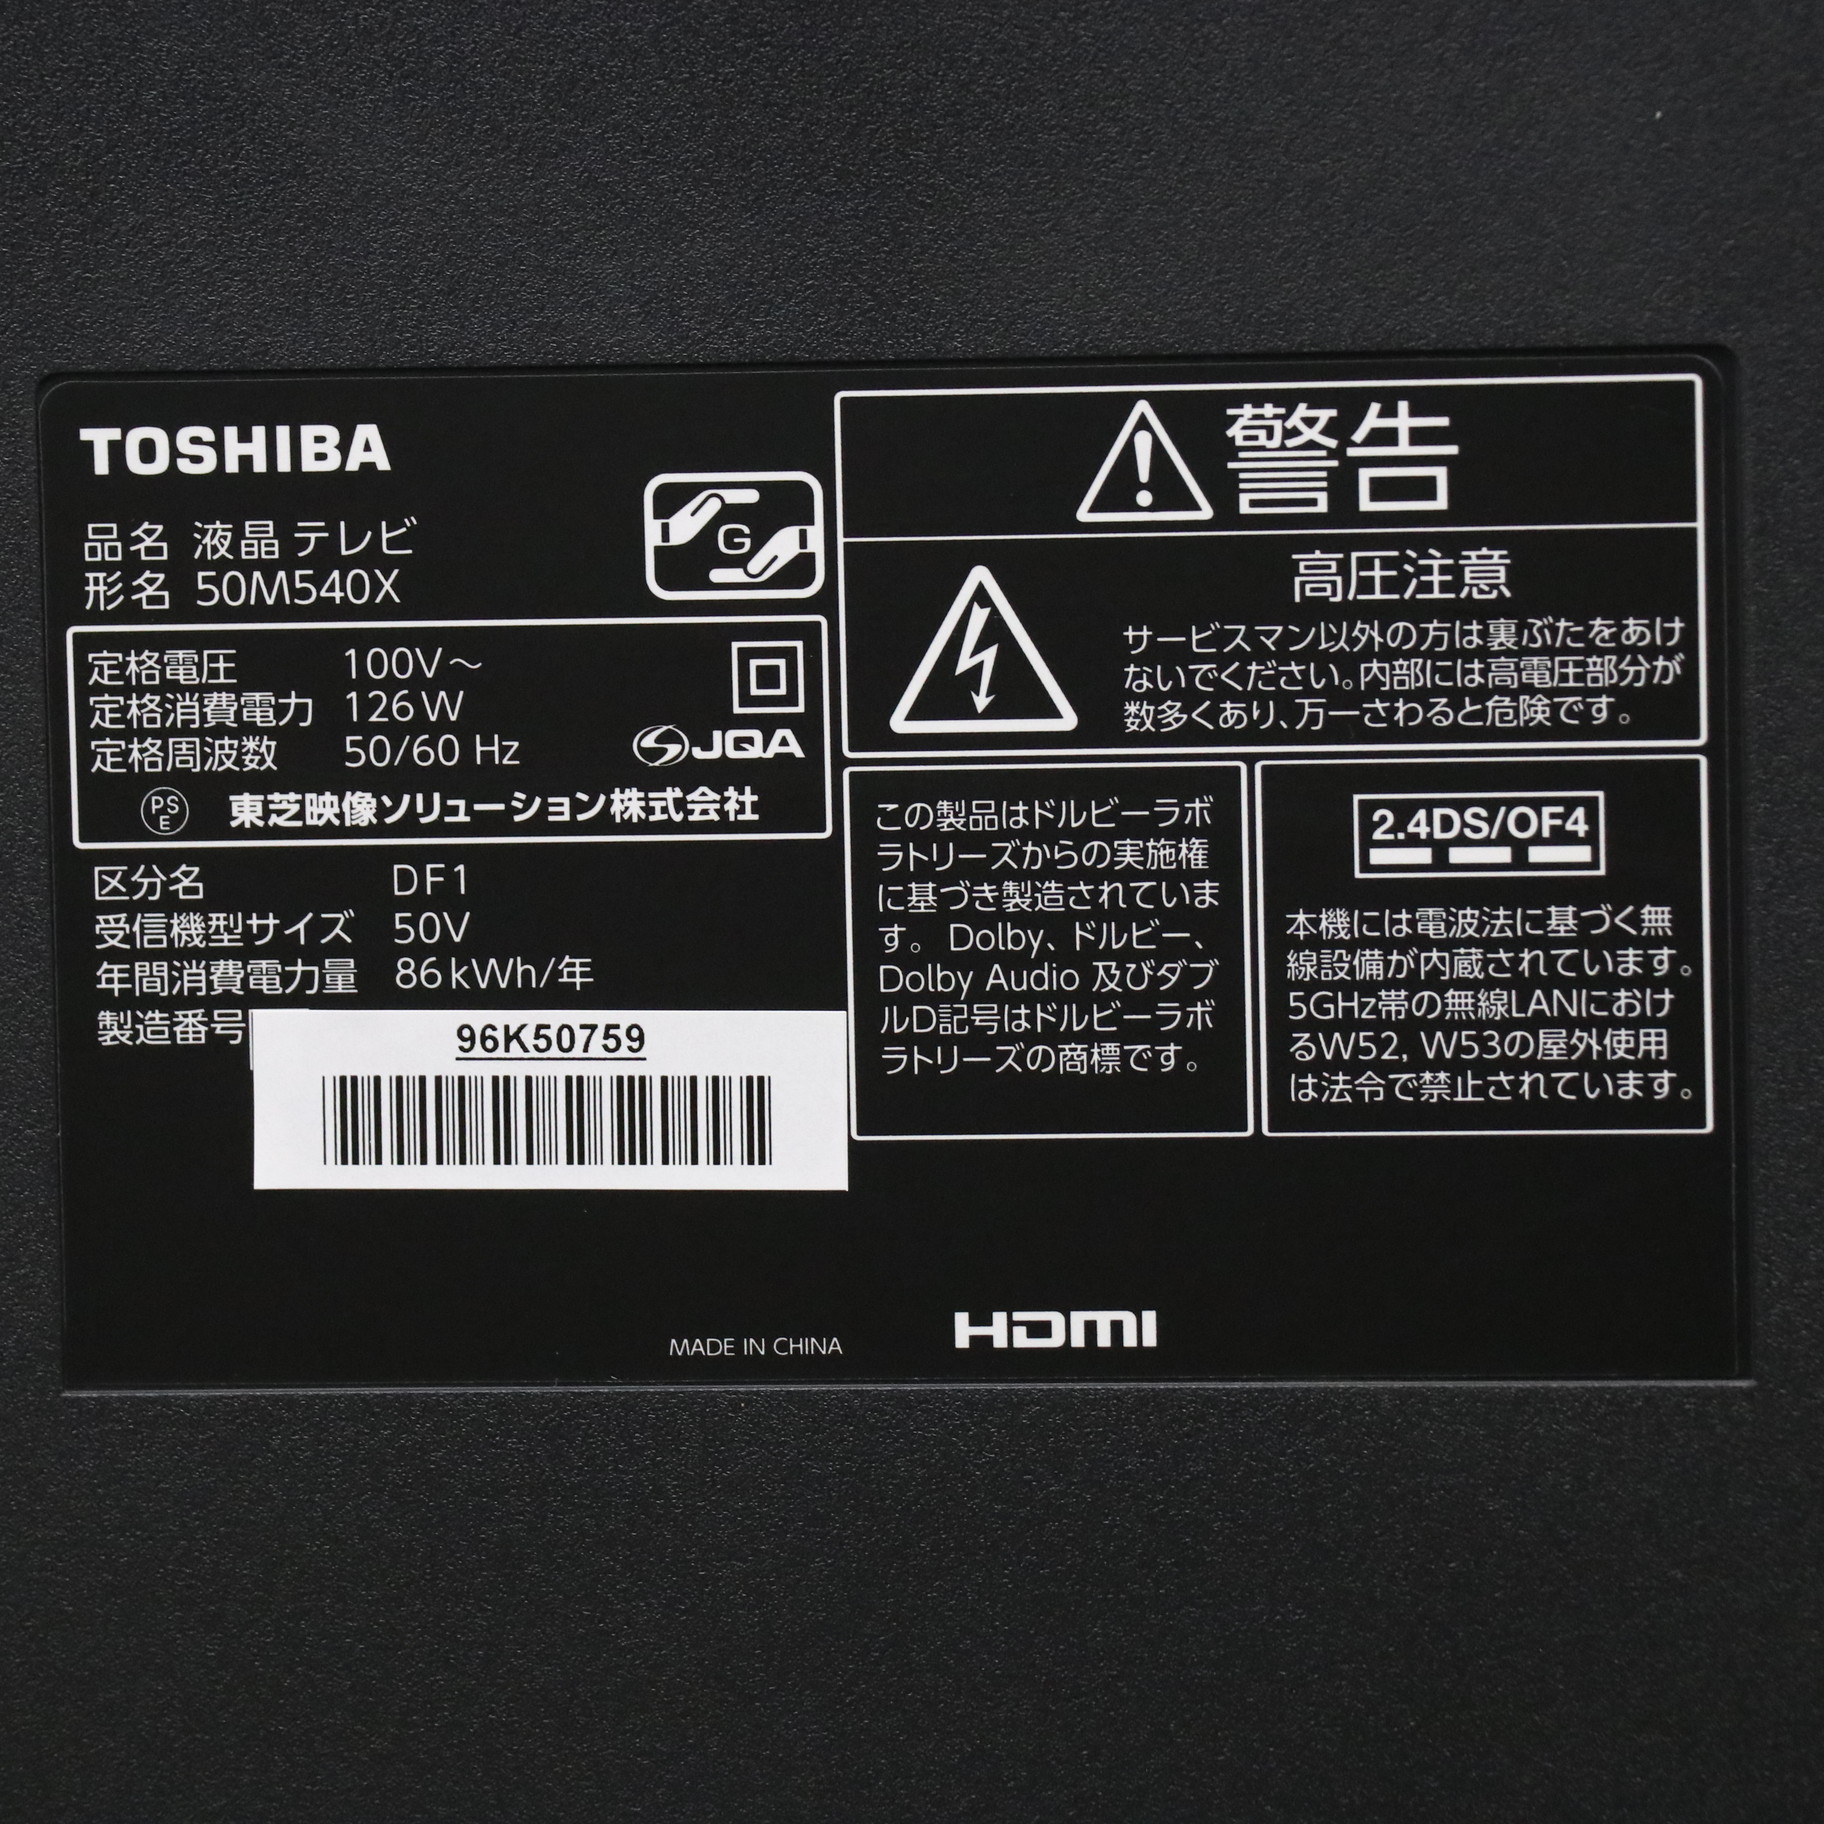 TOSHIBA
品名 液晶テレビ
形名 50M540X
G
定格電圧 100V～
定格消費電力 126W
定格周波数 50/60 Hz
JQA
PS
E
東芝映像ソリューション株式会社
区分名 DF1
受信機型サイズ 50V
年間消費電力量 86kWh/年
製造番号
96K50759
警告
高圧注意
サービスマン以外の方は裏ぶたをあけ
ないでください。内部には高電圧部分が
数多くあり、万一さわると危険です。
この製品はドルビーラボ
ラトリーズからの実施権
に基づき製造されていま
す。 Dolby、ドルビー、
Dolby Audio 及びダブ
ルD記号はドルビーラボ
ラトリーズの商標です。
2.4DS/OF4
本機には電波法に基づく無
線設備が内蔵されています。
5GHz帯の無線LANにおけ
るW52, W53の屋外使用
は法令で禁止されています。
MADE IN CHINA
HDMI